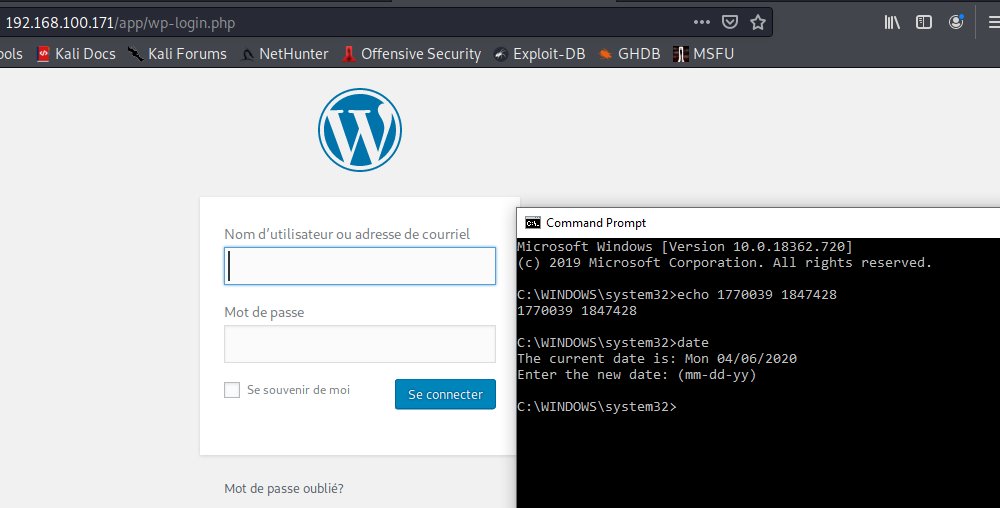 192.168.100.171/app/wp-login.php
ools Kali Docs Kali Forums NetHunter Offensive Security Exploit-DB GHDB MSFU
Nom d'utilisateur ou adresse de courriel
Mot de passe
Se souvenir de moi Se connecter
Mot de passe oublié?
Command Prompt
Microsoft Windows [Version 10.0.18362.720]
(c) 2019 Microsoft Corporation. All rights reserved.
C:\WINDOWS\system32>echo 1770039 1847428
1770039 1847428
C:\WINDOWS\system32>date
The current date is: Mon 04/06/2020
Enter the new date: (mm-dd-yy)
C:\WINDOWS\system32>